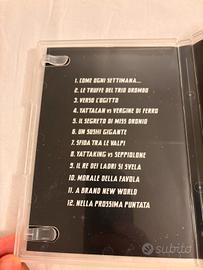 1. COME OGNI SETTIMANA...
2. LE TRUFFE DEL TRIO DROMBO
3. VERSO L'OGITTO
4. YATTACAN VS VERGINE DI FERRO
5. IL SEGRETO DI MISS DRONIO
6. UN SUSHI GIGANTE
7. SFIDA TRA LE VALPI
8. YATTAKING VS SEPPIOLONE
9. IL RE DEI LADRI SI SVELA
10. MORALE DELLA FAVOLA
11. A BRAND NEW WORLD
12. NELLA PROSSIMA PUNTATA
subito